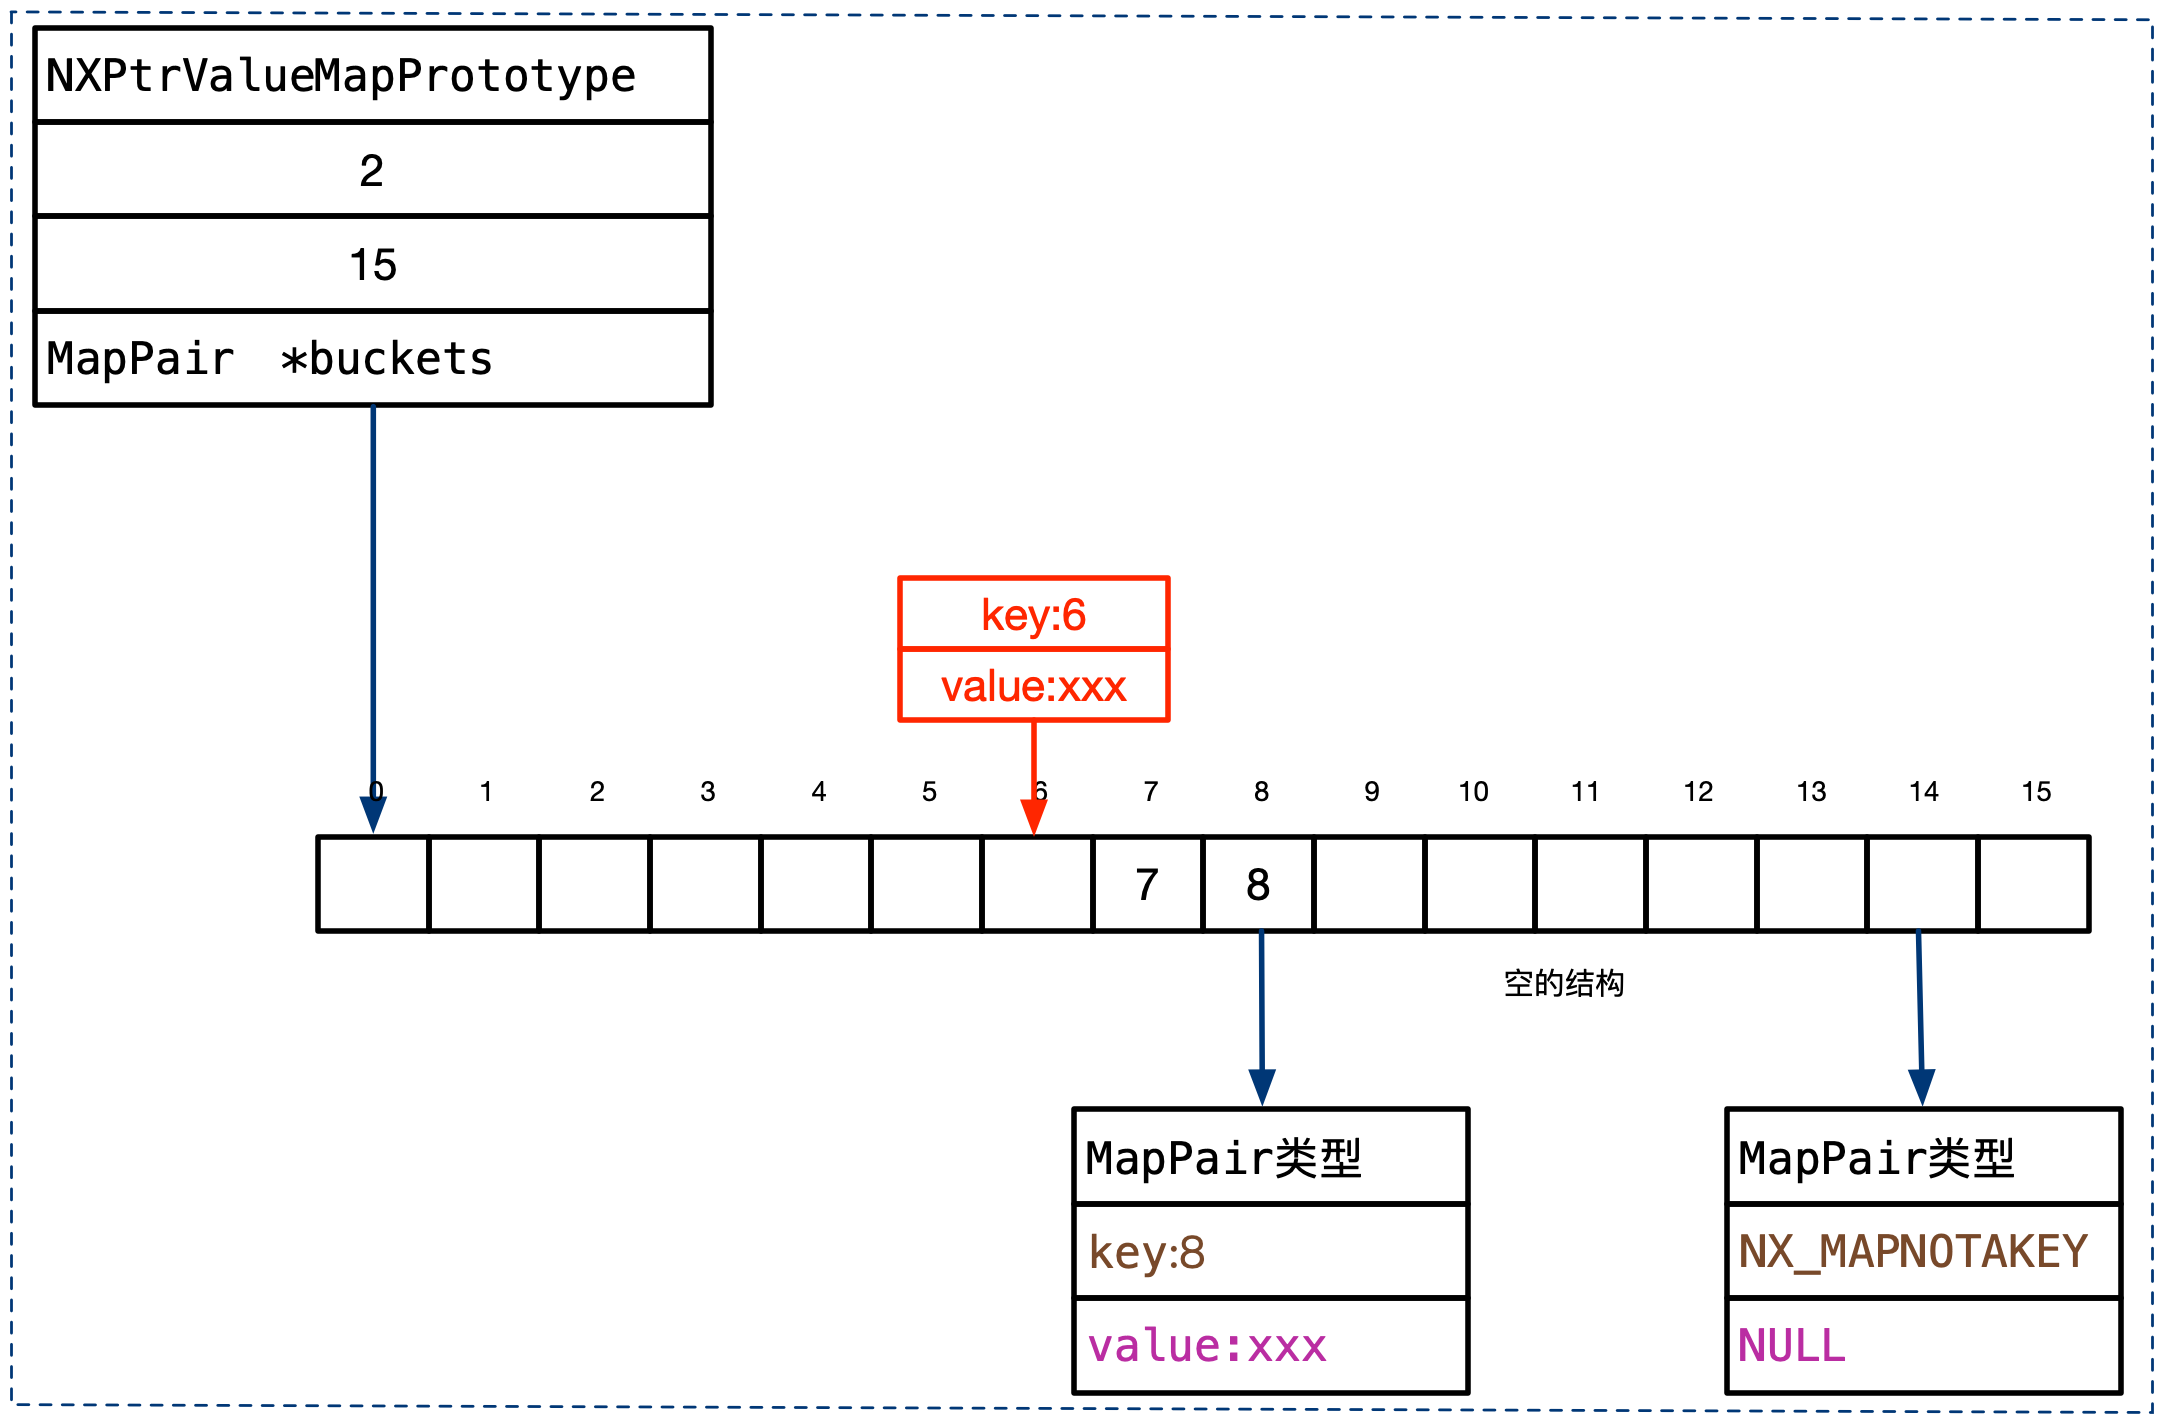 NXPtrValueMapPrototype
2
15
MapPair *buckets
key:6
value:xxx
0 1 2 3 4 5 6 7 8 9 10 11 12 13 14 15
7 8
空的结构
MapPair类型
key:8
value:xxx
MapPair类型
NX_MAPNOTAKEY
NULL